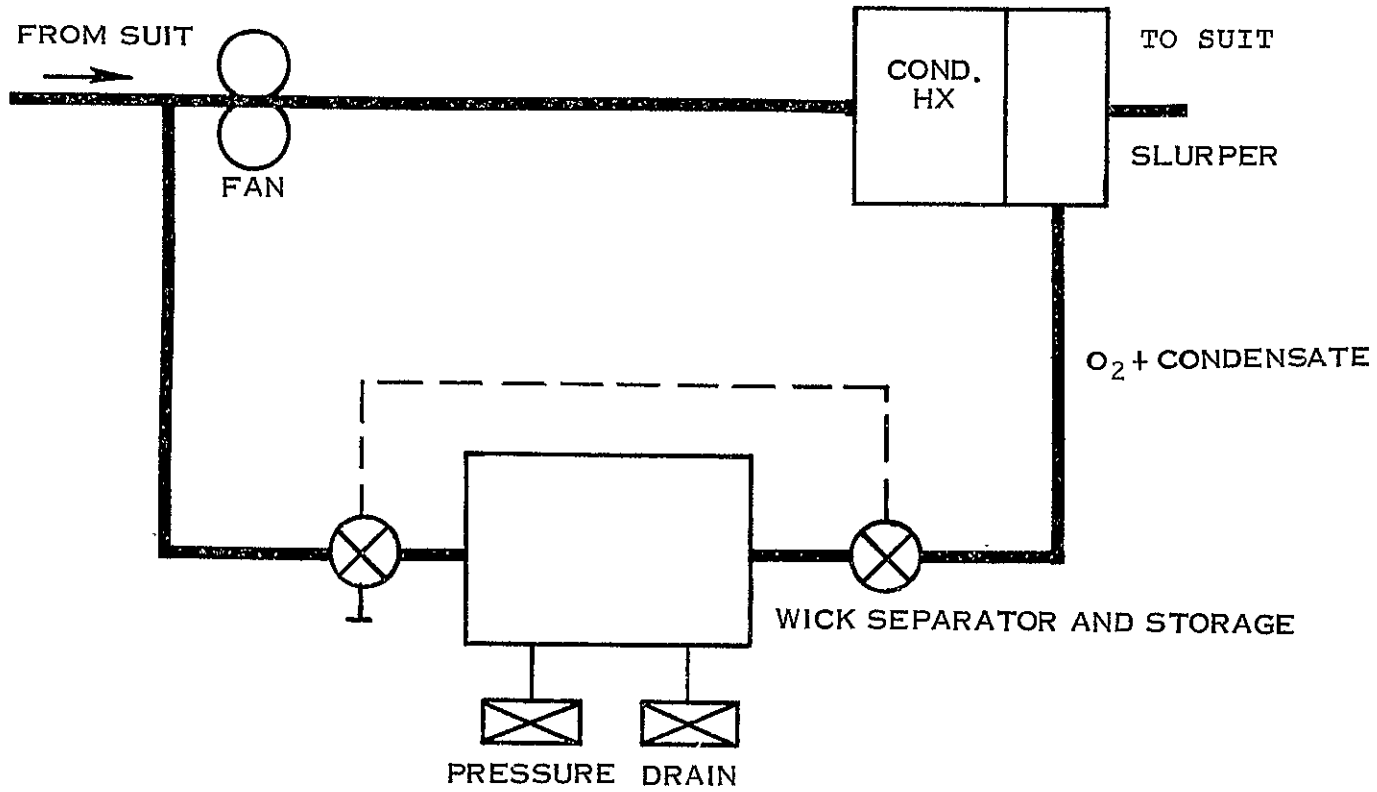 FROM SUIT
TO SUIT
COND.
HX
SLURPER
FAN
O₂ + CONDENSATE
WICK SEPARATOR AND STORAGE
PRESSURE
DRAIN